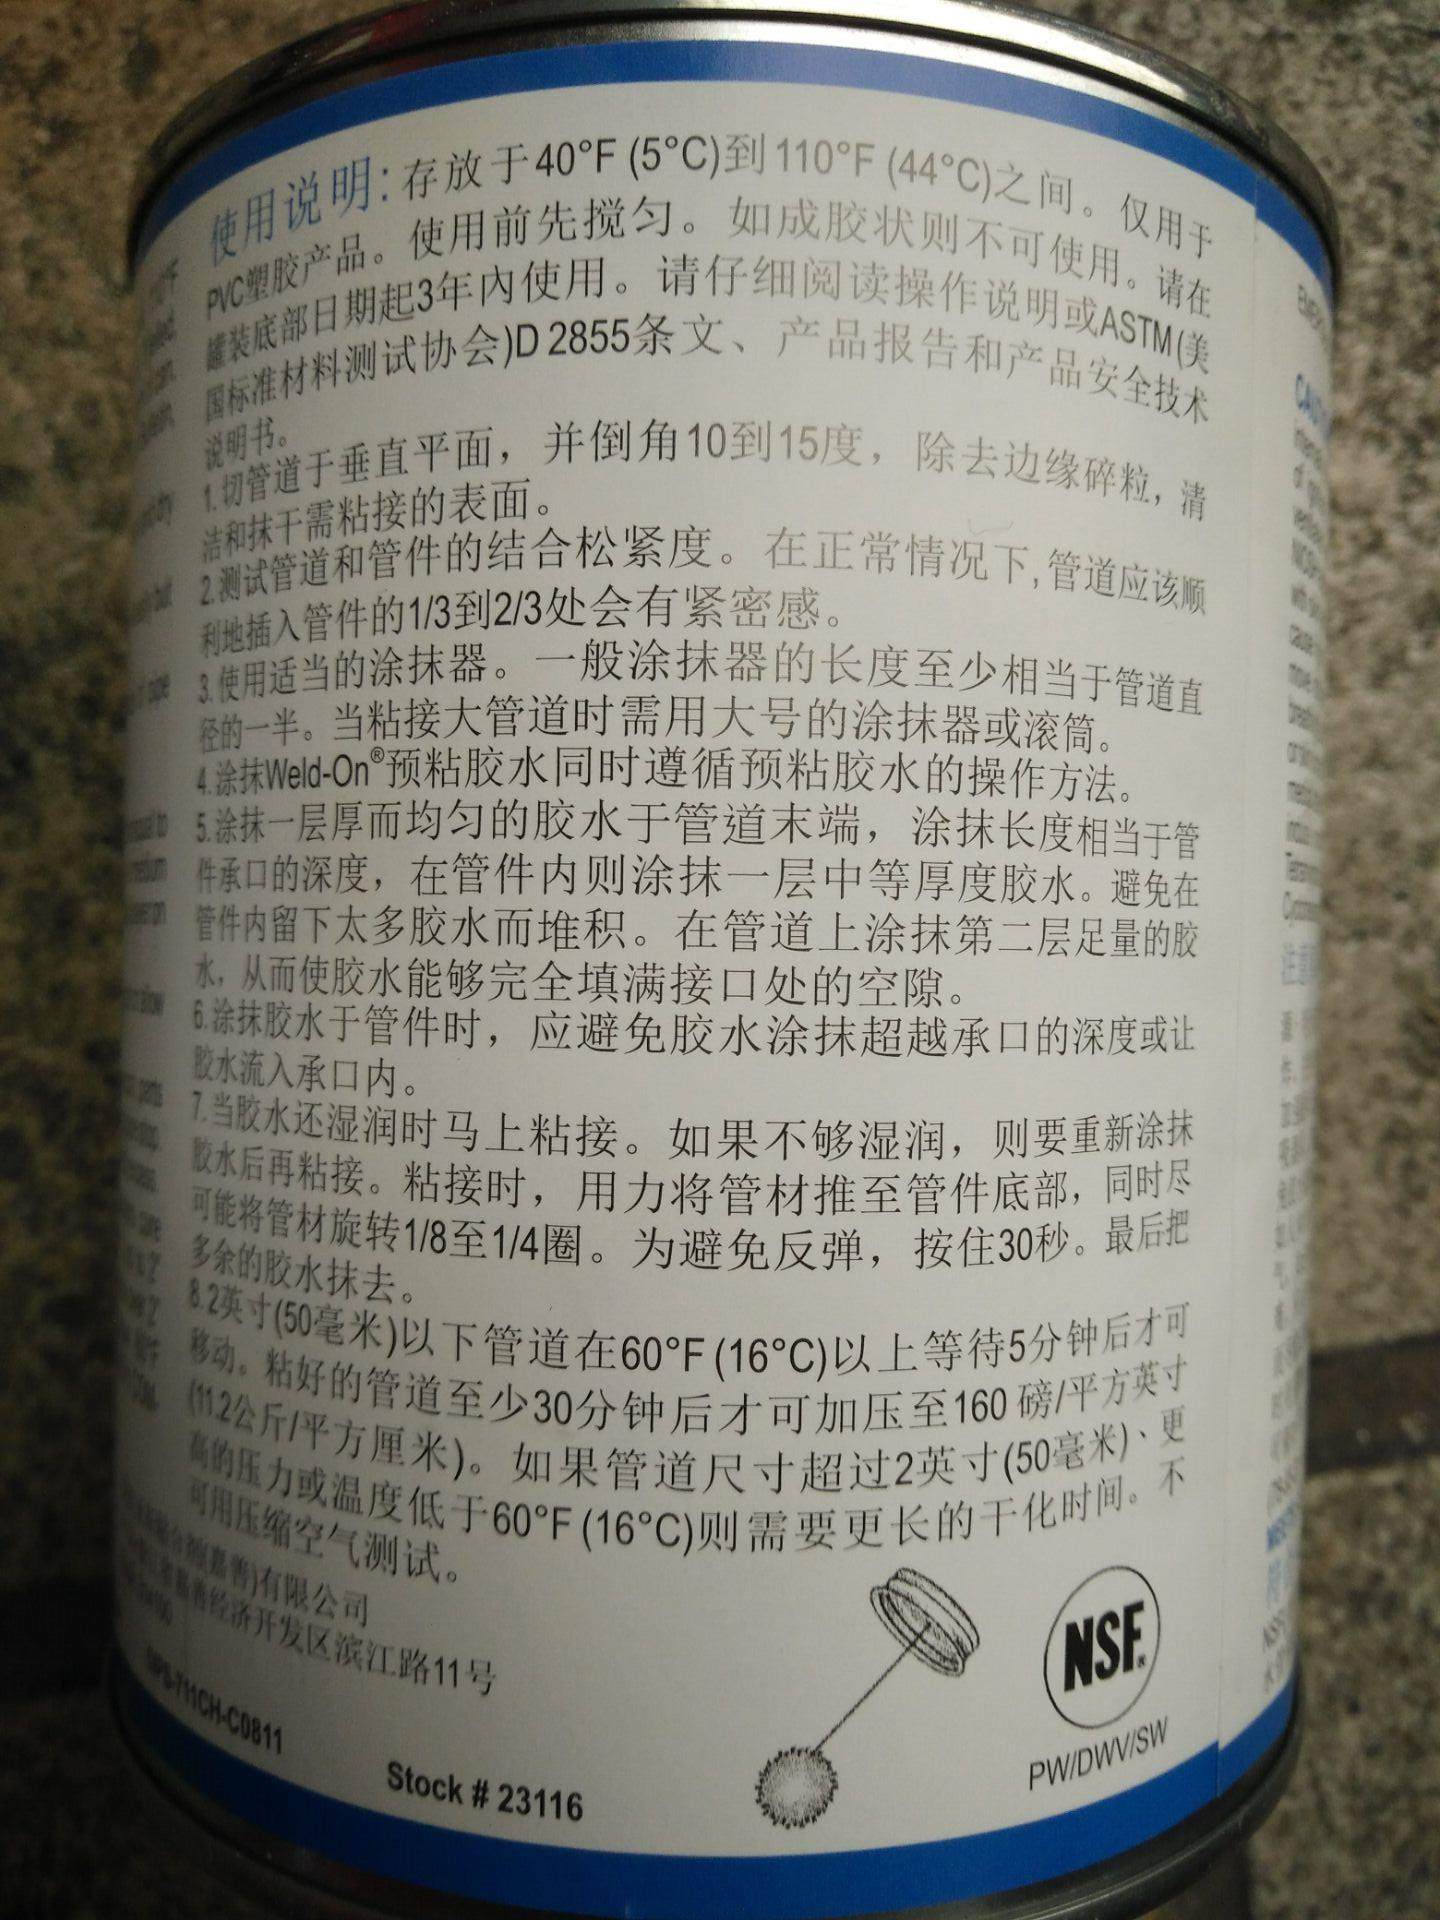 使用说明：存放于40°F (5°C)到110°F (44°C)之间。仅用于
PVC塑胶产品。使用前先搅匀。如成胶状则不可使用。请在
罐装底部日期起3年內使用。请仔细阅读操作说明或ASTM(美
国标准材料测试协会)D 2855条文、产品报告和产品安全技术
说明书。
1.切管道于垂直平面，并倒角10到15度，除去边缘碎粒，清
洁和抹干需粘接的表面。
2.测试管道和管件的结合松紧度。在正常情况下,管道应该顺
利地插入管件的1/3到2/3处会有紧密感。
3.使用适当的涂抹器。一般涂抹器的长度至少相当于管道直
径的一半。当粘接大管道时需用大号的涂抹器或滚筒。
4.涂抹Weld-On®预粘胶水同时遵循预粘胶水的操作方法。
5.涂抹一层厚而均匀的胶水于管道末端，涂抹长度相当于管
件承口的深度，在管件内则涂抹一层中等厚度胶水。避免在
管件内留下太多胶水而堆积。在管道上涂抹第二层足量的胶
水，从而使胶水能够完全填满接口处的空隙。
6.涂抹胶水于管件时，应避免胶水涂抹超越承口的深度或让
胶水流入承口内。
7.当胶水还湿润时马上粘接。如果不够湿润，则要重新涂抹
胶水后再粘接。粘接时，用力将管材推至管件底部，同时尽
可能将管材旋转1/8至1/4圈。为避免反弹，按住30秒。最后把
多余的胶水抹去。
8.2英寸(50毫米)以下管道在60°F (16°C)以上等待5分钟后才可
移动。粘好的管道至少30分钟后才可加压至160 磅/平方英寸
(11.2公斤/平方厘米)。如果管道尺寸超过2英寸(50毫米)、更
高的压力或温度低于60°F (16°C)则需要更长的干化时间。不
可用压缩空气测试。
(嘉善)有限公司
嘉善经济开发区滨江路11号
711CH-C0811
Stock # 23116
NSF®
PW/DWV/SW